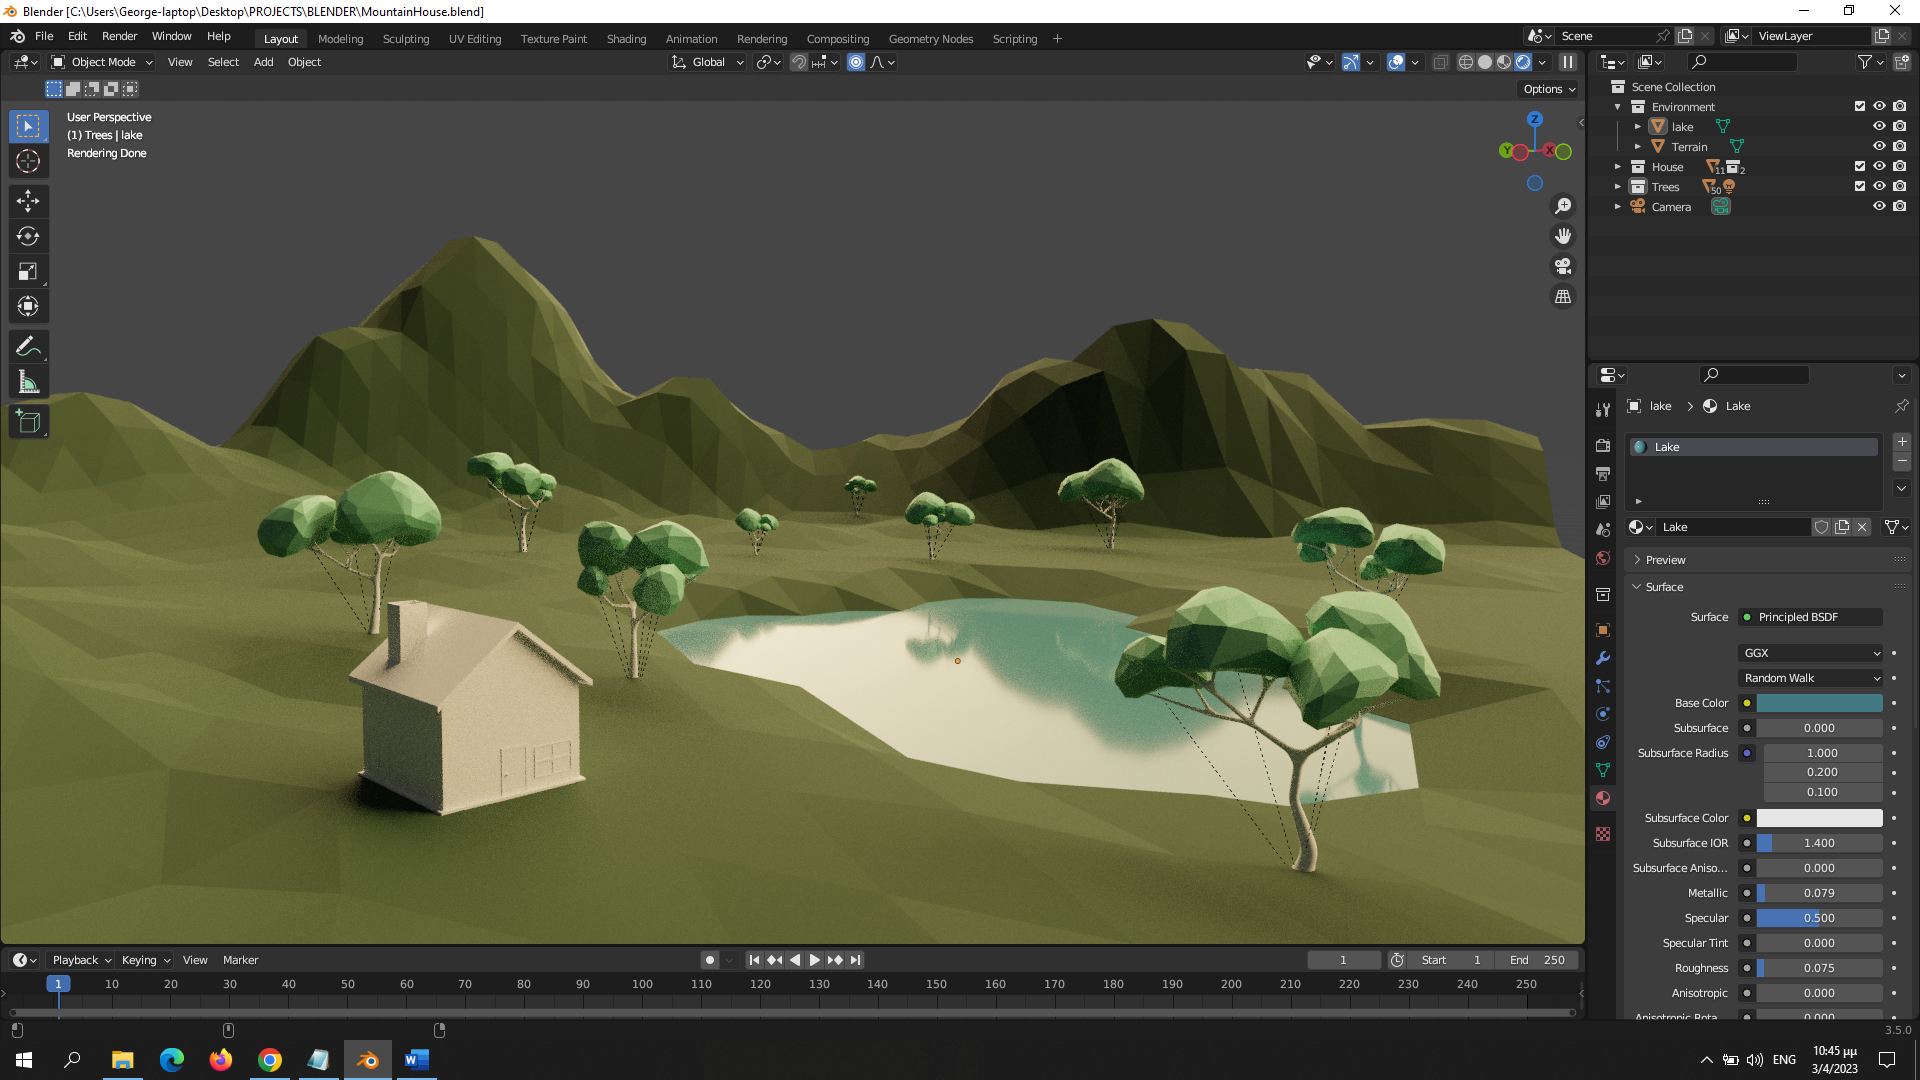 Blender [C:\Users\George-laptop\Desktop\PROJECTS\BLENDER\MountainHouse.blend]
File Edit Render Window Help Layout Modeling Sculpting UV Editing Texture Paint Shading Animation Rendering Compositing Geometry Nodes Scripting + Scene ViewLayer
Object Mode View Select Add Object Global
Options
User Perspective
(1) Trees | lake
Rendering Done
Z
Y X
Scene Collection
Environment
lake
Terrain
House 11 2
Trees 50
Camera
lake > Lake
Lake
Lake
Preview
Surface
Surface Principled BSDF
GGX
Random Walk
Base Color
Subsurface 0.000
Subsurface Radius 1.000
0.200
0.100
Subsurface Color
Subsurface IOR 1.400
Subsurface Aniso... 0.000
Metallic 0.079
Specular 0.500
Specular Tint 0.000
Roughness 0.075
Anisotropic 0.000
Anisotropic Rota... 0.000
Playback Keying View Marker 1 Start 1 End 250
1 10 20 30 40 50 60 70 80 90 100 110 120 130 140 150 160 170 180 190 200 210 220 230 240 250
3.5.0
ENG
10:45 μμ
3/4/2023